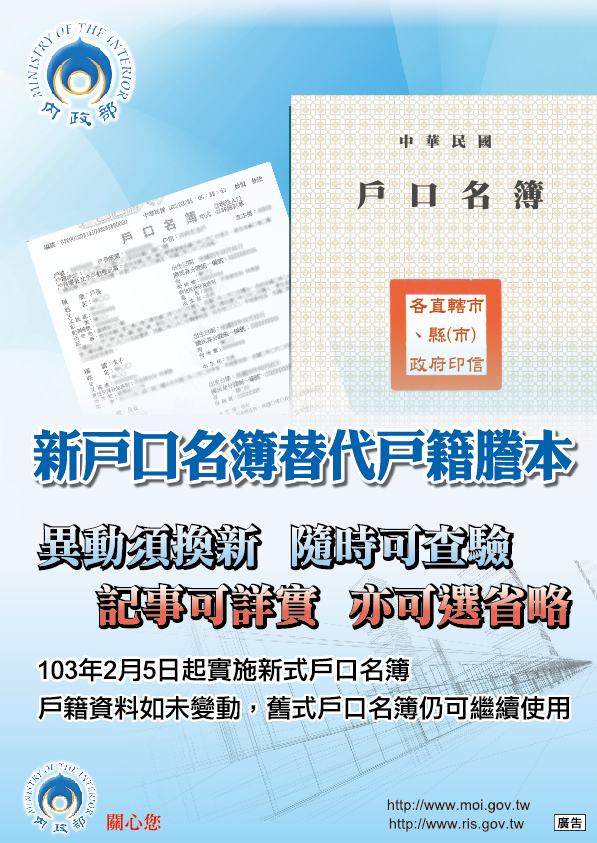 MINISTRY OF THE INTERIOR
內政部
中華民國
戶口名簿
戶口名簿
各直轄市
、縣(市)
政府印信
新戶口名簿替代戶籍謄本
異動須換新 隨時可查驗
記事可詳實 亦可選省略
103年2月5日起實施新式戶口名簿
戶籍資料如未變動，舊式戶口名簿仍可繼續使用
MINISTRY OF THE INTERIOR
內政部
關心您
http://www.moi.gov.tw
http://www.ris.gov.tw
廣告